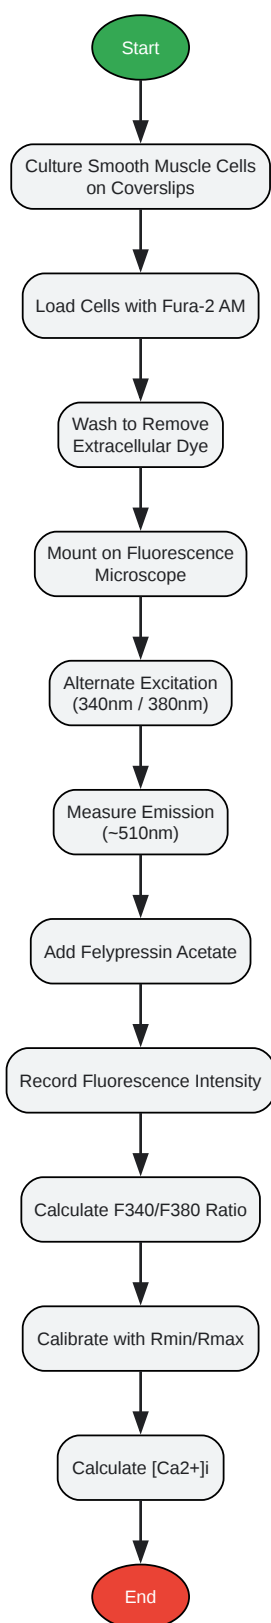 Start
Culture Smooth Muscle Cells
on Coverslips
Load Cells with Fura-2 AM
Wash to Remove
Extracellular Dye
Mount on Fluorescence
Microscope
Alternate Excitation
(340nm / 380nm)
Measure Emission
(~510nm)
Add Felypressin Acetate
Record Fluorescence Intensity
Calculate F340/F380 Ratio
Calibrate with Rmin/Rmax
Calculate [Ca2+]i
End